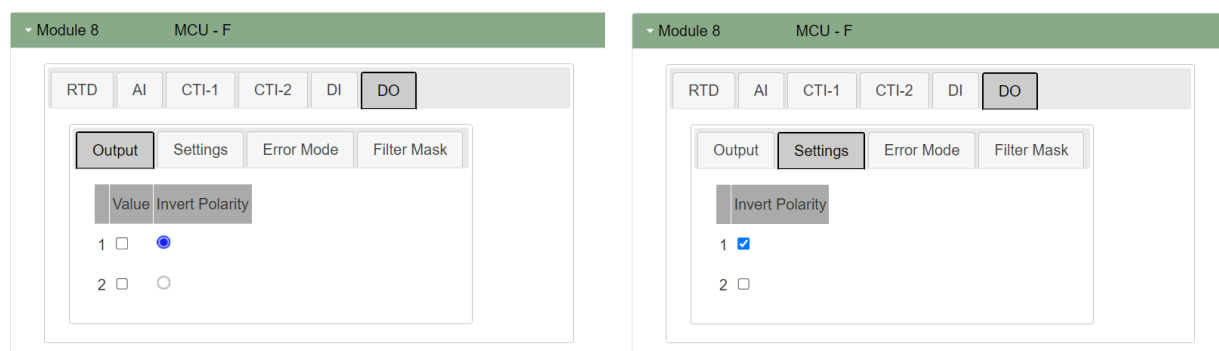 Module 8 MCU - F
RTD AI CTI-1 CTI-2 DI DO
Output Settings Error Mode Filter Mask
Value Invert Polarity
1
2
Module 8 MCU - F
RTD AI CTI-1 CTI-2 DI DO
Output Settings Error Mode Filter Mask
Invert Polarity
1
2